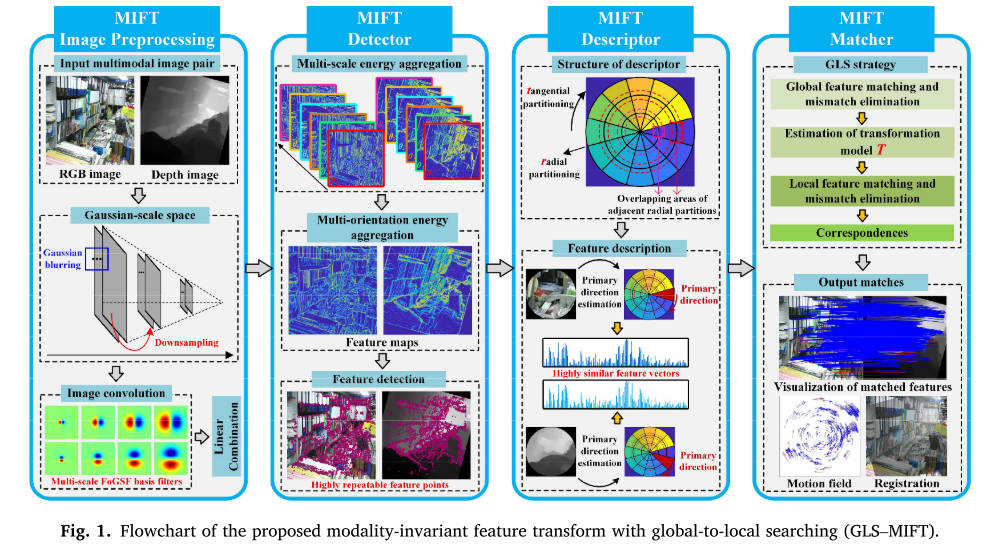 MIFT
Image Preprocessing
Input multimodal image pair
RGB image
Depth image
Gaussian-scale space
Gaussian
blurring
Downsampling
Image convolution
Multi-scale FoGSF basis filters
Linear
Combination
MIFT
Detector
Multi-scale energy aggregation
Multi-orientation energy
aggregation
Feature maps
Feature detection
Highly repeatable feature points
MIFT
Descriptor
Structure of descriptor
tangential
partitioning
radial
partitioning
Overlapping areas of
adjacent radial partitions
Feature description
Primary
direction
estimation
Primary
direction
Highly similar feature vectors
Primary
direction
estimation
Primary
direction
MIFT
Matcher
GLS strategy
Global feature matching and
mismatch elimination
Estimation of transformation
model T
Local feature matching and
mismatch elimination
Correspondences
Output matches
Visualization of matched features
Motion field
Registration
Fig. 1. Flowchart of the proposed modality-invariant feature transform with global-to-local searching (GLS–MIFT).